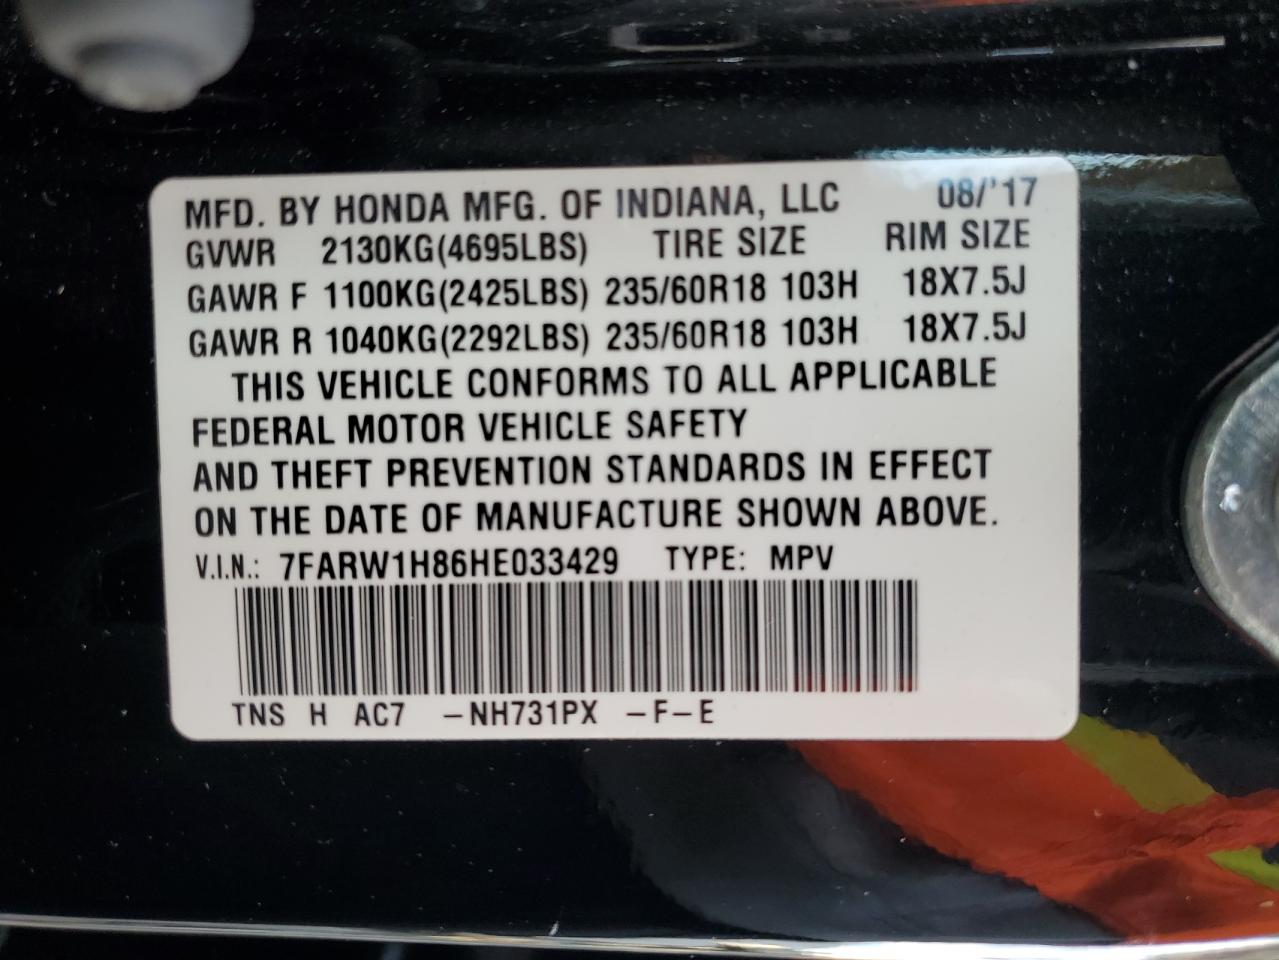 MFD. BY HONDA MFG. OF INDIANA, LLC 08/'17
GVWR 2130KG(4695LBS) TIRE SIZE RIM SIZE
GAWR F 1100KG(2425LBS) 235/60R18 103H 18X7.5J
GAWR R 1040KG(2292LBS) 235/60R18 103H 18X7.5J
THIS VEHICLE CONFORMS TO ALL APPLICABLE
FEDERAL MOTOR VEHICLE SAFETY
AND THEFT PREVENTION STANDARDS IN EFFECT
ON THE DATE OF MANUFACTURE SHOWN ABOVE.
V.I.N.: 7FARW1H86HE033429 TYPE: MPV
TNS H AC7 -NH731PX -F-E